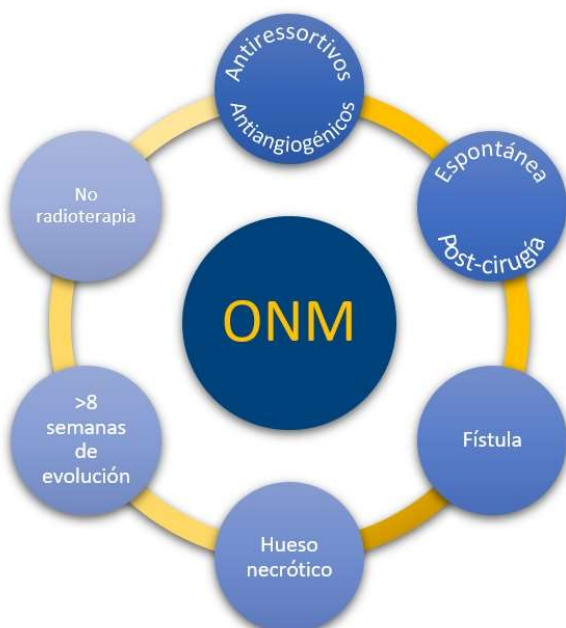 Antiressortivos
Antiangiogénicos
Espontánea
Post-cirugía
Fístula
Hueso
necrótico
>8
semanas
de
evolución
No
radioterapia
ONM